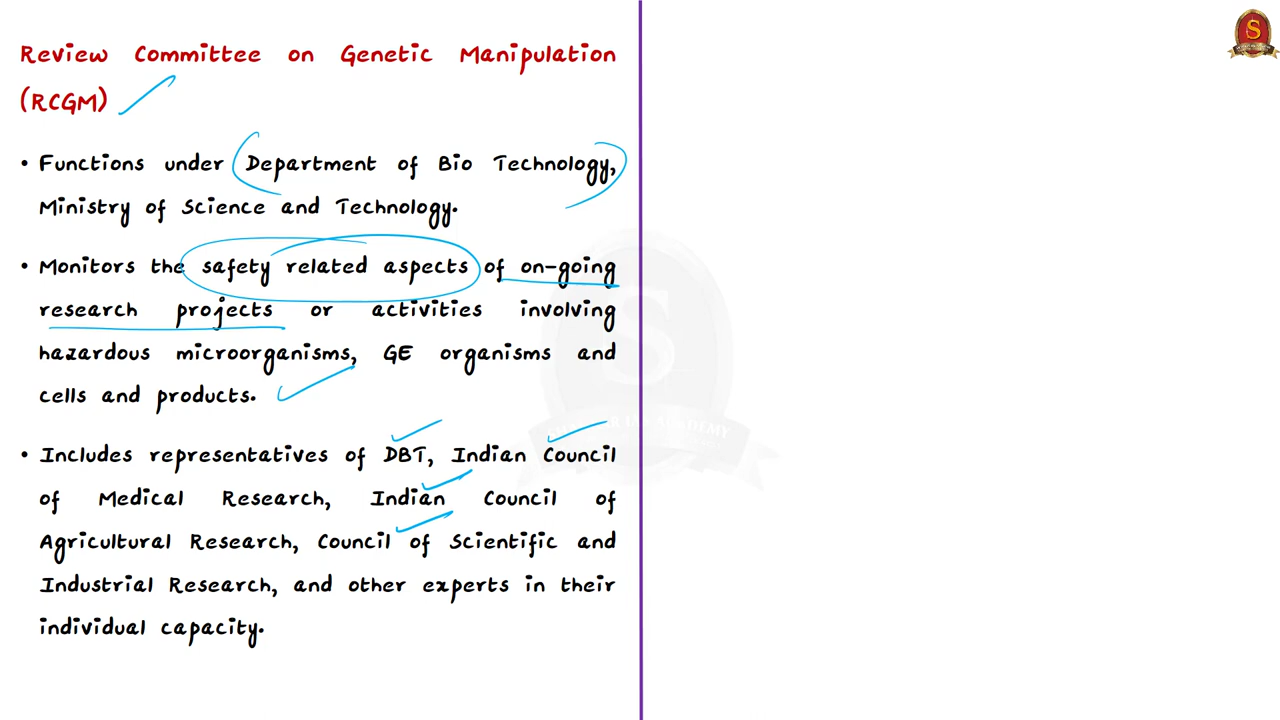 Review Committee on Genetic Manipulation
(RCGM)
• Functions under Department of Bio Technology,
Ministry of Science and Technology.
• Monitors the safety related aspects of on-going
research projects or activities involving
hazardous microorganisms, GE organisms and
cells and products.
• Includes representatives of DBT, Indian Council
of Medical Research, Indian Council of
Agricultural Research, Council of Scientific and
Industrial Research, and other experts in their
individual capacity.
S